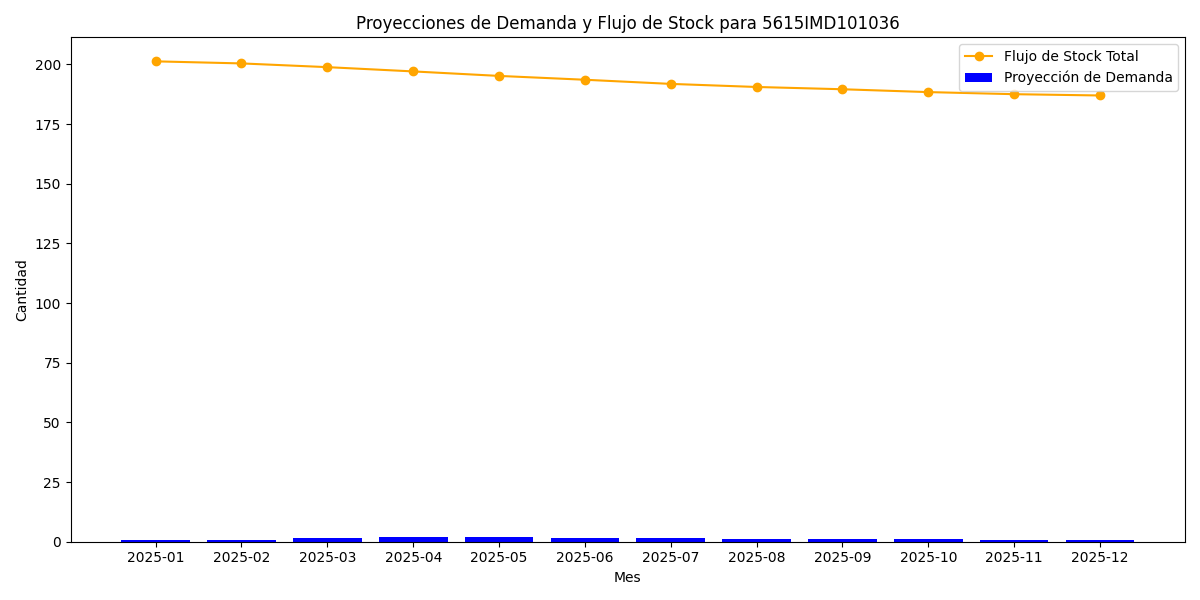 Proyecciones de Demanda y Flujo de Stock para 5615IMD101036
Flujo de Stock Total
Proyección de Demanda
Cantidad
200
175
150
125
100
75
50
25
0
2025-01 2025-02 2025-03 2025-04 2025-05 2025-06 2025-07 2025-08 2025-09 2025-10 2025-11 2025-12
Mes